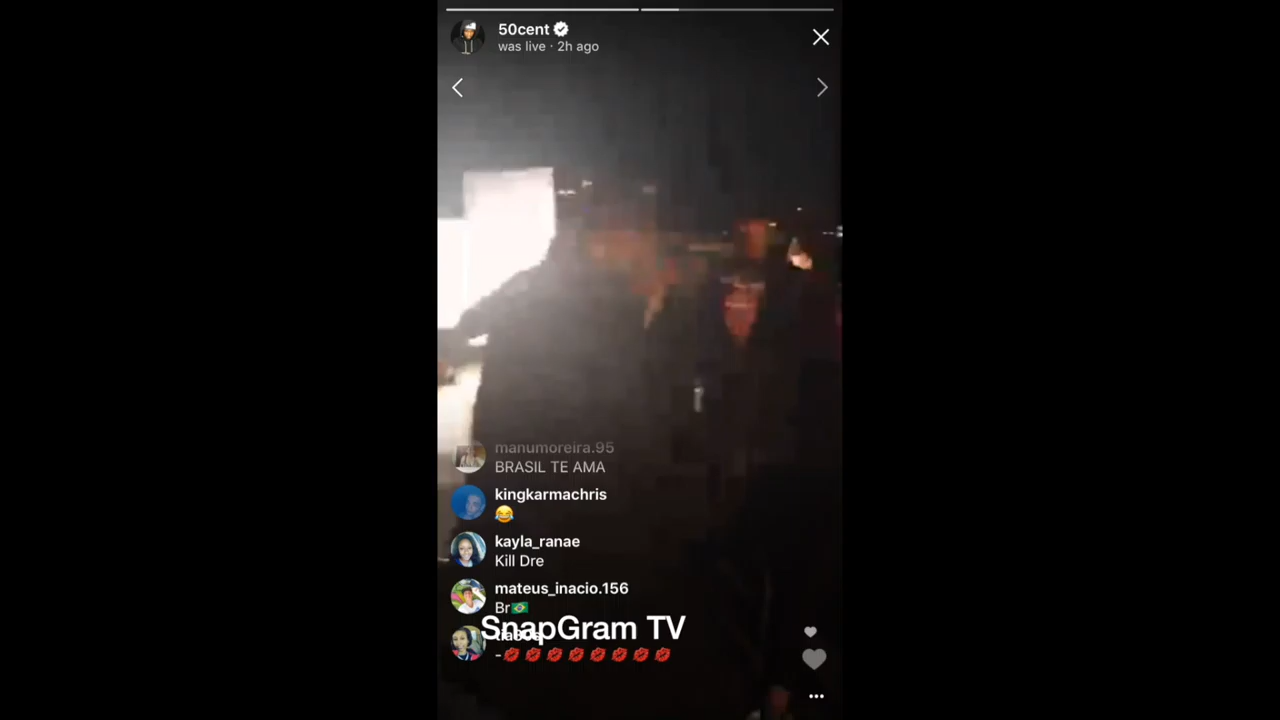 50cent
was live · 2h ago
manumoreira.95
BRASIL TE AMA
kingkarmachris
😂
kayla_ranae
Kill Dre
mateus_inacio.156
Br🇧🇷
SnapGram TV
-💋💋💋💋💋💋💋💋